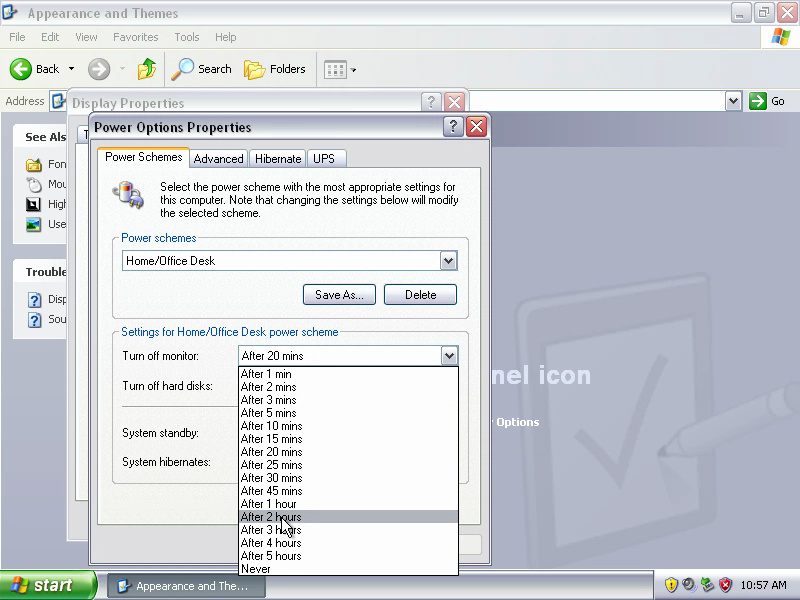 Appearance and Themes
File Edit View Favorites Tools Help
Back Search Folders
Address Go
Display Properties
Power Options Properties
See Als
Fon
Mou
High
Use
Trouble
Disp
Sou
Power Schemes Advanced Hibernate UPS
Select the power scheme with the most appropriate settings for
this computer. Note that changing the settings below will modify
the selected scheme.
Power schemes
Home/Office Desk
Save As... Delete
Settings for Home/Office Desk power scheme
Turn off monitor: After 20 mins
Turn off hard disks:
System standby:
System hibernates:
After 1 min
After 2 mins
After 3 mins
After 5 mins
After 10 mins
After 15 mins
After 20 mins
After 25 mins
After 30 mins
After 45 mins
After 1 hour
After 2 hours
After 3 hours
After 4 hours
After 5 hours
Never
nel icon
Options
start Appearance and The... 10:57 AM